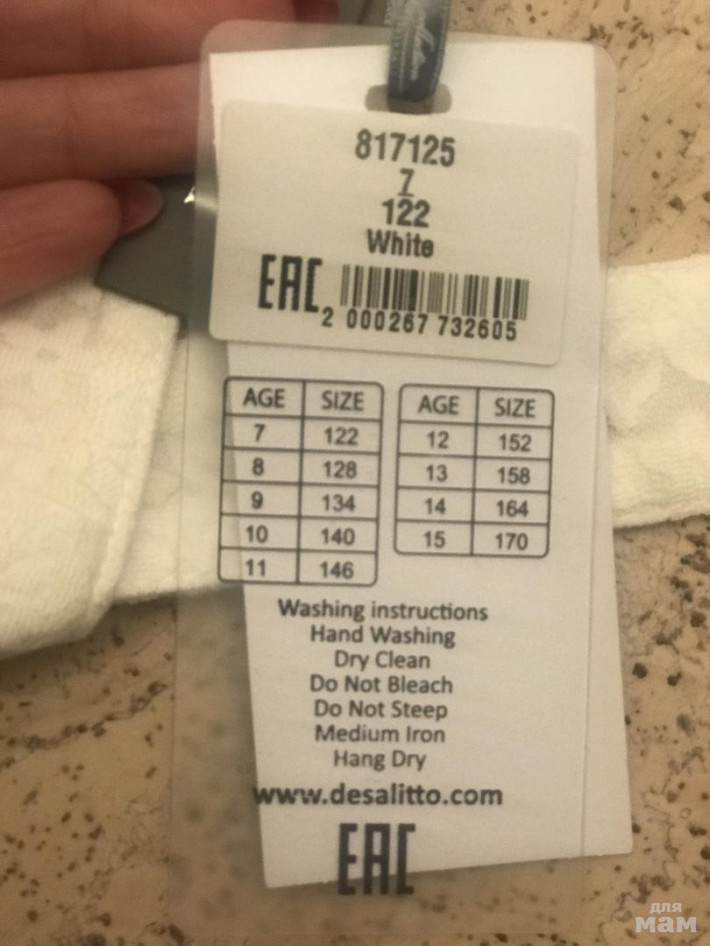 817125
7
122
White
EAC
2 000267 732605
AGE SIZE
7 122
8 128
9 134
10 140
11 146
AGE SIZE
12 152
13 158
14 164
15 170
Washing instructions
Hand Washing
Dry Clean
Do Not Bleach
Do Not Steep
Medium Iron
Hang Dry
www.desalitto.com
EAC
для
мам